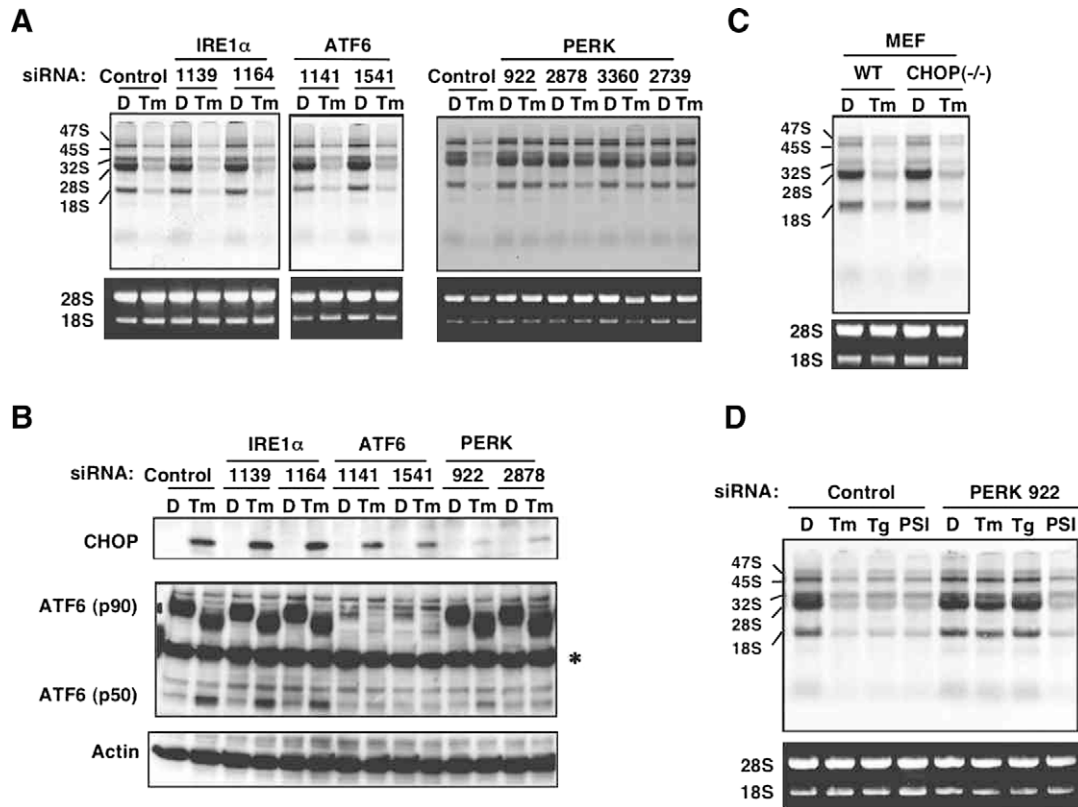 A
IRE1α ATF6 PERK
siRNA: Control 1139 1164 1141 1541 Control 922 2878 3360 2739
D Tm D Tm D Tm D Tm D Tm D Tm D Tm D Tm D Tm D Tm
47S
45S
32S
28S
18S
28S
18S
C
MEF
WT CHOP(-/-)
D Tm D Tm
47S
45S
32S
28S
18S
28S
18S
B
IRE1α ATF6 PERK
siRNA: Control 1139 1164 1141 1541 922 2878
D Tm D Tm D Tm D Tm D Tm D Tm D Tm
CHOP
ATF6 (p90)
*
ATF6 (p50)
Actin
D
siRNA: Control PERK 922
D Tm Tg PSI D Tm Tg PSI
47S
45S
32S
28S
18S
28S
18S